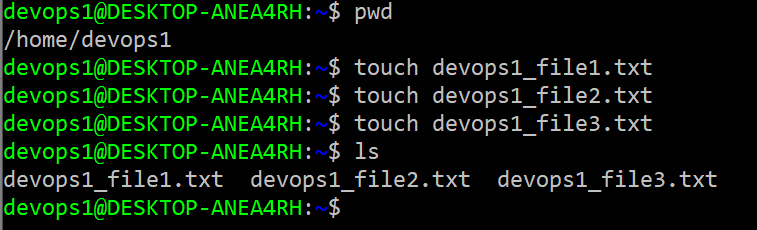 devops1@DESKTOP-ANEA4RH:~$ pwd
/home/devops1
devops1@DESKTOP-ANEA4RH:~$ touch devops1_file1.txt
devops1@DESKTOP-ANEA4RH:~$ touch devops1_file2.txt
devops1@DESKTOP-ANEA4RH:~$ touch devops1_file3.txt
devops1@DESKTOP-ANEA4RH:~$ ls
devops1_file1.txt  devops1_file2.txt  devops1_file3.txt
devops1@DESKTOP-ANEA4RH:~$